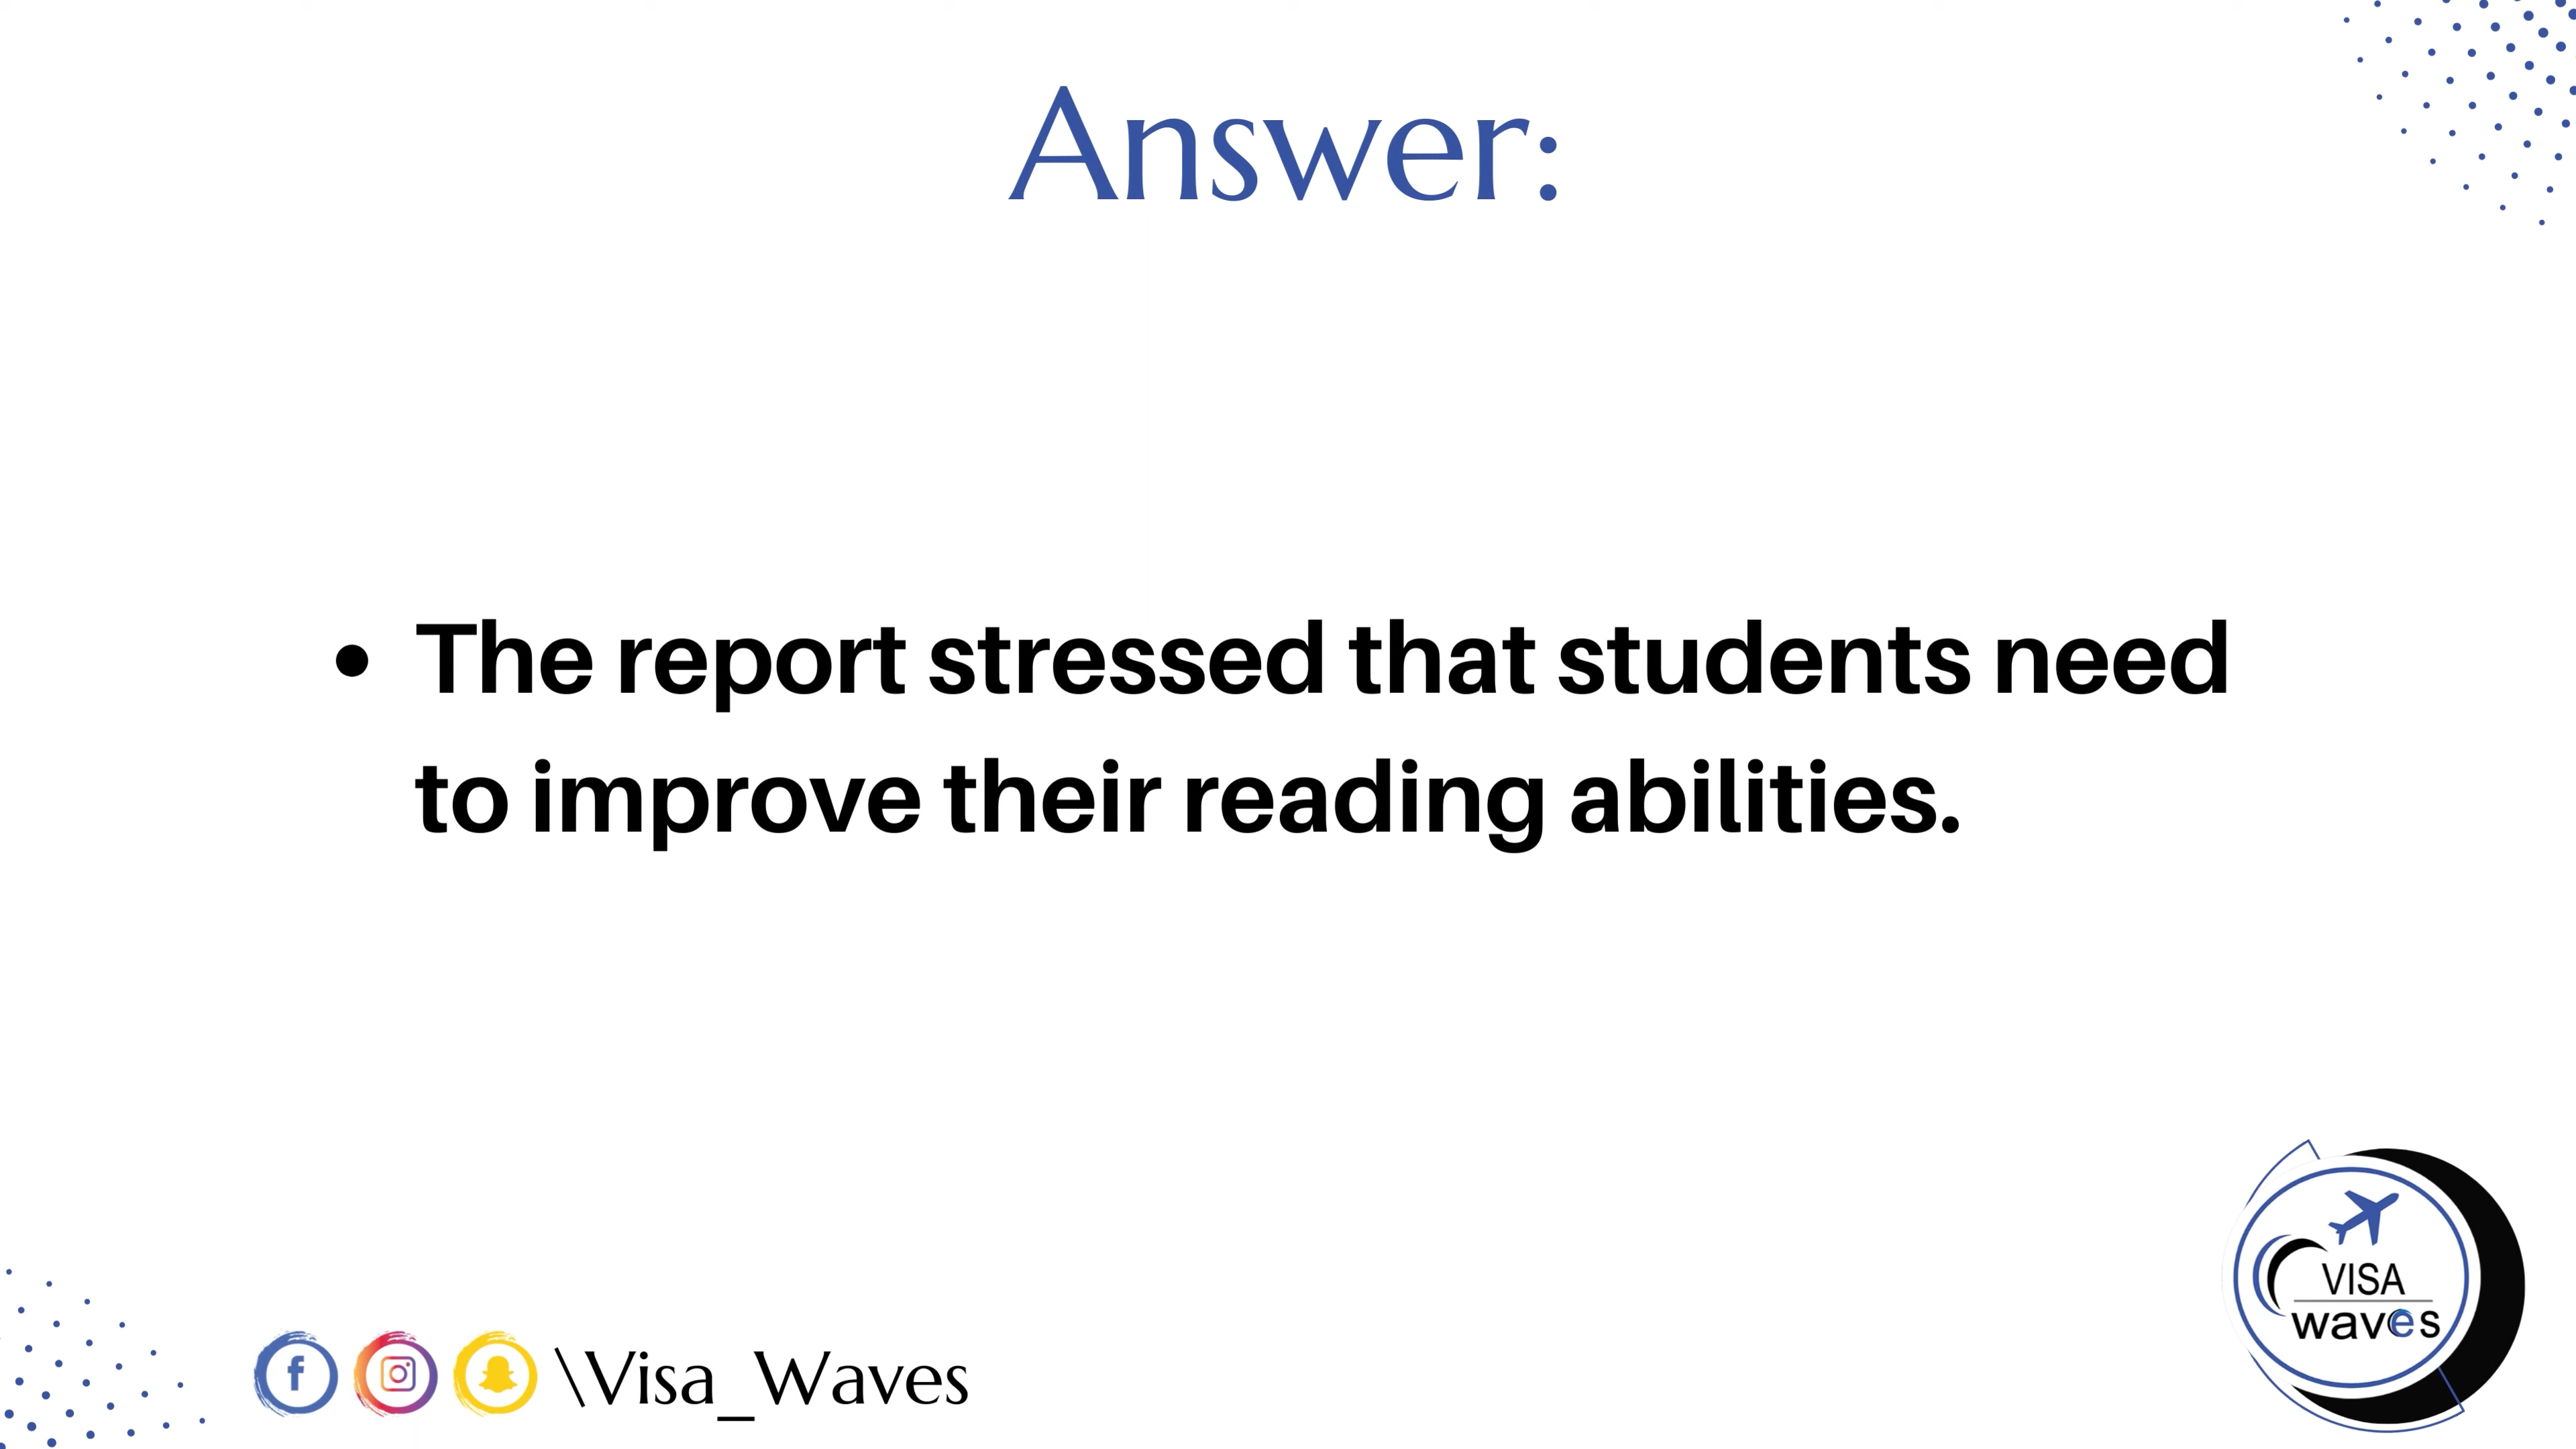 Answer:
• The report stressed that students need
to improve their reading abilities.
VISA
waves
\Visa_Waves